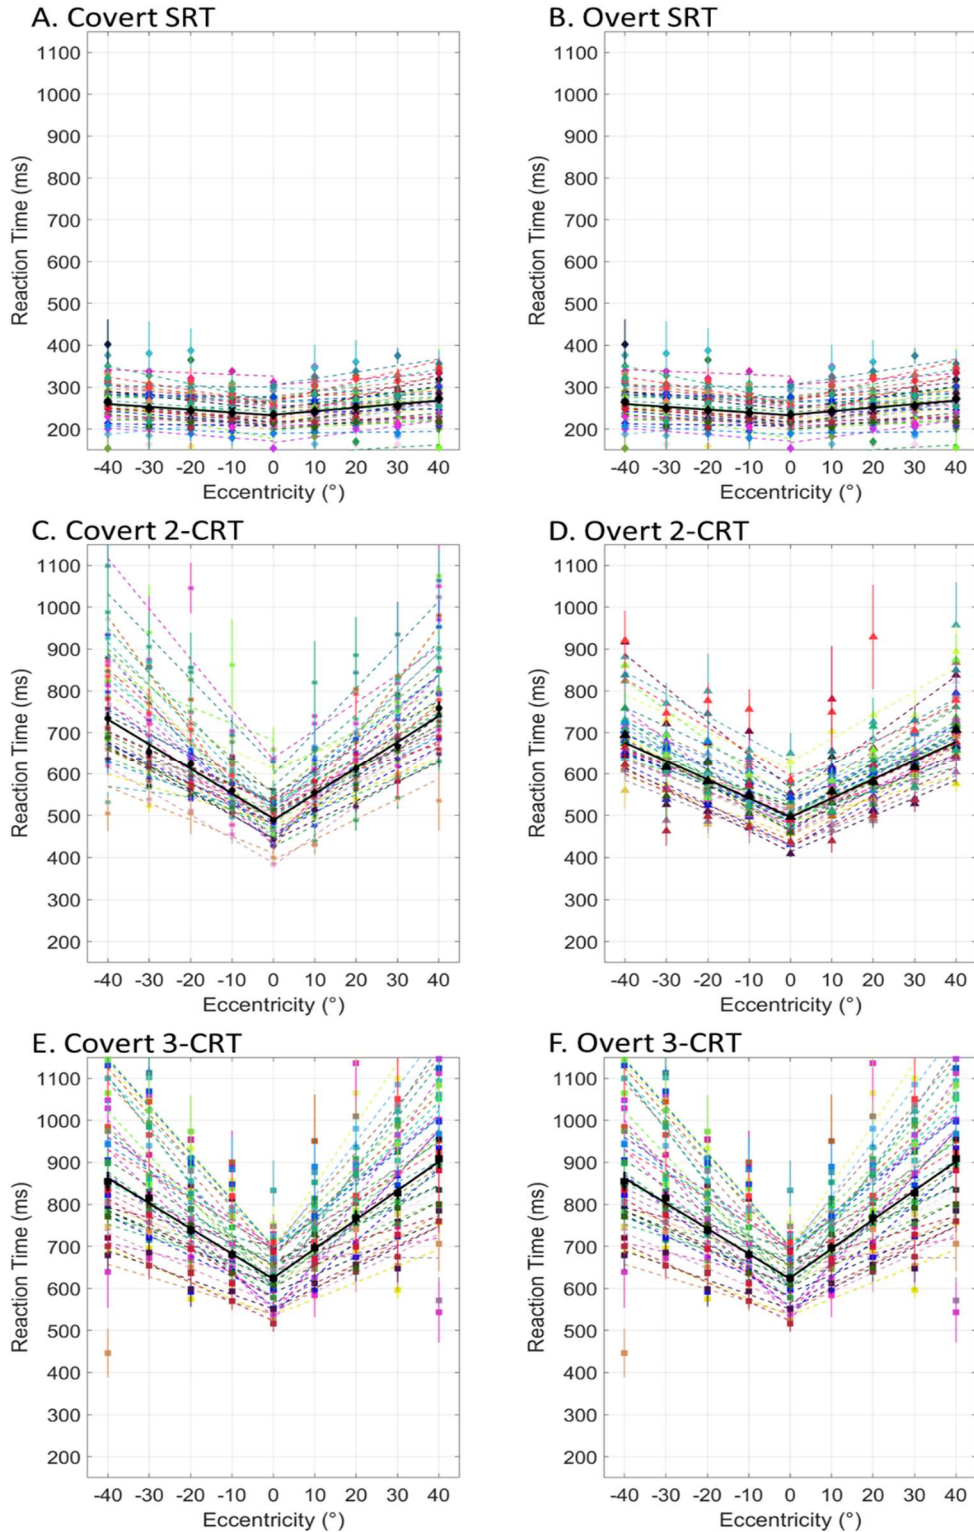 A. Covert SRT
1100
1000
900
800
700
600
500
400
300
200
Reaction Time (ms)
-40 -30 -20 -10 0 10 20 30 40
Eccentricity (°)
B. Overt SRT
1100
1000
900
800
700
600
500
400
300
200
Reaction Time (ms)
-40 -30 -20 -10 0 10 20 30 40
Eccentricity (°)
C. Covert 2-CRT
1100
1000
900
800
700
600
500
400
300
200
Reaction Time (ms)
-40 -30 -20 -10 0 10 20 30 40
Eccentricity (°)
D. Overt 2-CRT
1100
1000
900
800
700
600
500
400
300
200
Reaction Time (ms)
-40 -30 -20 -10 0 10 20 30 40
Eccentricity (°)
E. Covert 3-CRT
1100
1000
900
800
700
600
500
400
300
200
Reaction Time (ms)
-40 -30 -20 -10 0 10 20 30 40
Eccentricity (°)
F. Overt 3-CRT
1100
1000
900
800
700
600
500
400
300
200
Reaction Time (ms)
-40 -30 -20 -10 0 10 20 30 40
Eccentricity (°)